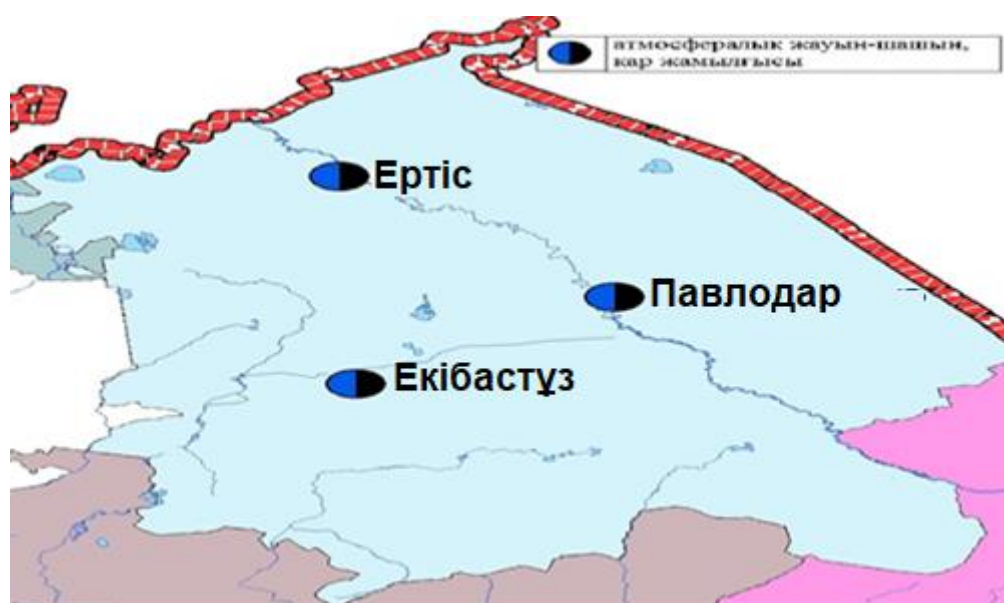 атмосфералық жауын-шашын,
қар жамылғысы
Ертіс
Павлодар
Екібастұз